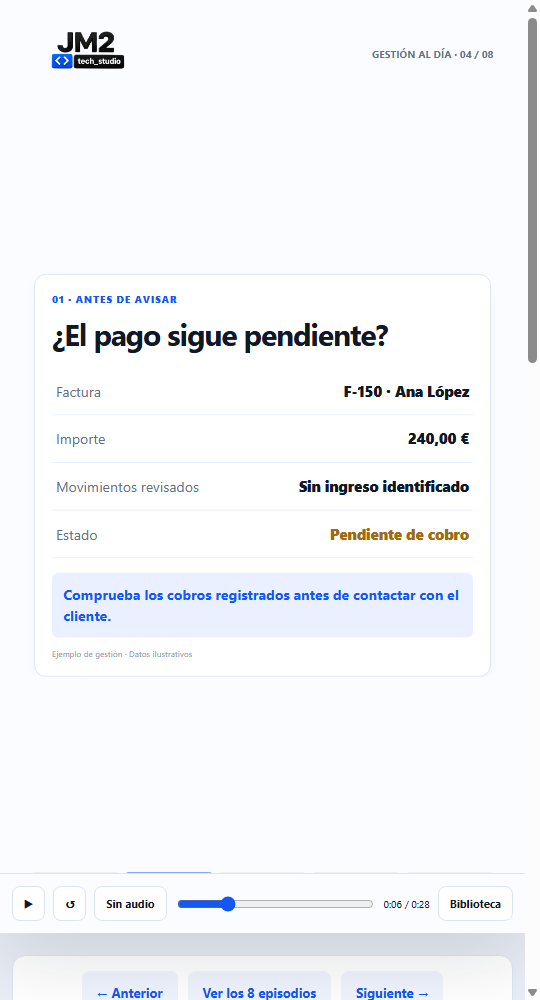 JM2
<> tech_studio
GESTIÓN AL DÍA · 04 / 08
01 · ANTES DE AVISAR
¿El pago sigue pendiente?
Factura F-150 · Ana López
Importe 240,00 €
Movimientos revisados Sin ingreso identificado
Estado Pendiente de cobro
Comprueba los cobros registrados antes de contactar con el
cliente.
Ejemplo de gestión · Datos ilustrativos
▶ ↺ Sin audio 0:06 / 0:28 Biblioteca
← Anterior Ver los 8 episodios Siguiente →